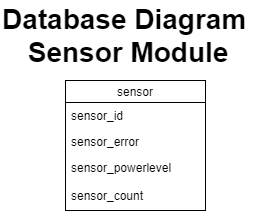 Database Diagram
Sensor Module
sensor
sensor_id
sensor_error
sensor_powerlevel
sensor_count